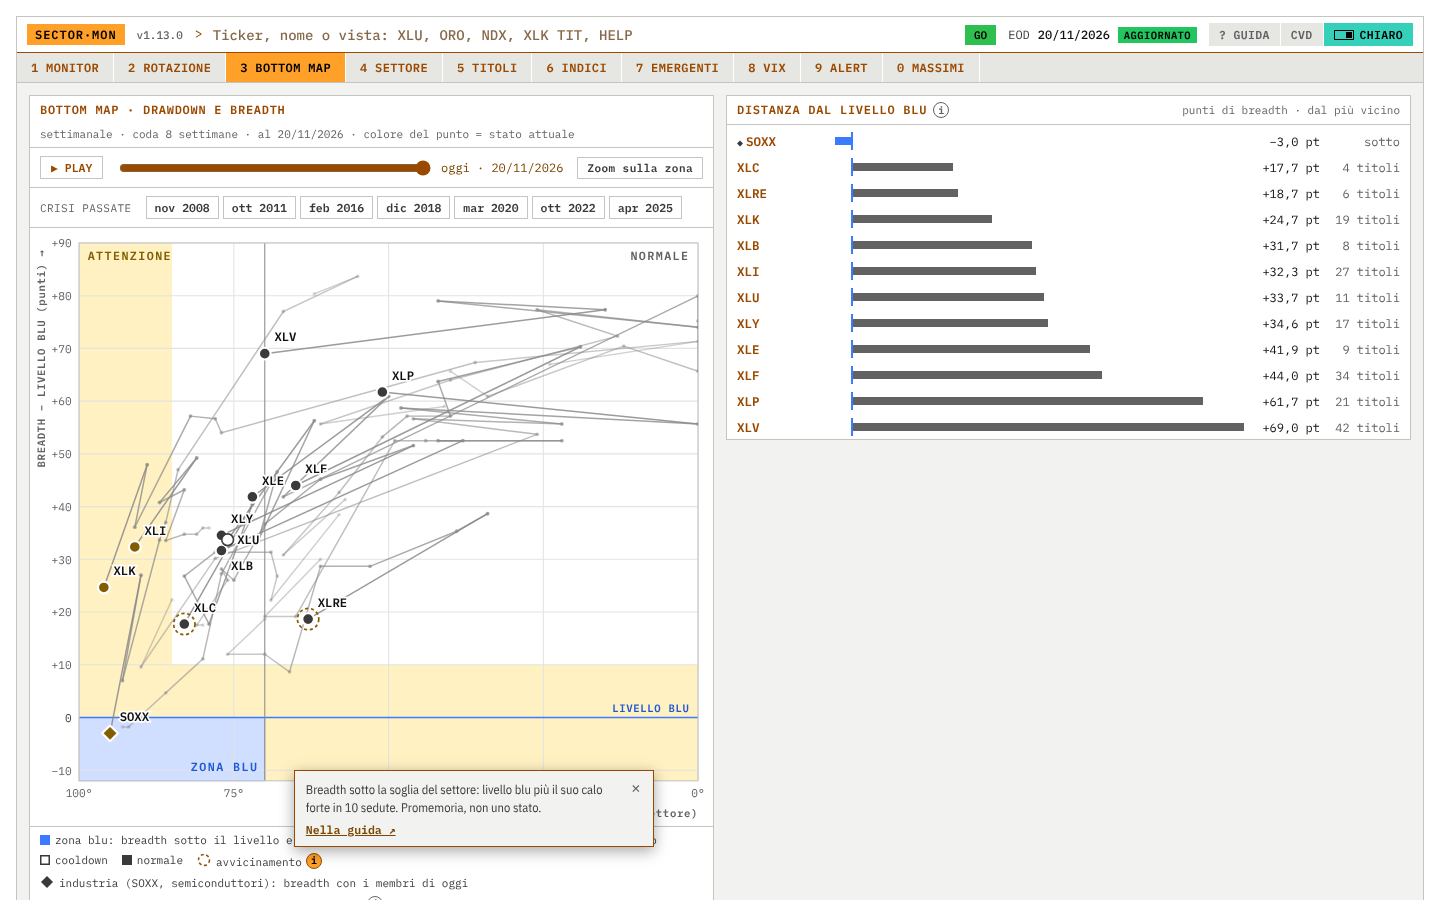 SECTOR·MON v1.13.0 > Ticker, nome o vista: XLU, ORO, NDX, XLK TIT, HELP GO EOD 20/11/2026 AGGIORNATO ? GUIDA CVD CHIARO
1 MONITOR 2 ROTAZIONE 3 BOTTOM MAP 4 SETTORE 5 TITOLI 6 INDICI 7 EMERGENTI 8 VIX 9 ALERT 0 MASSIMI
BOTTOM MAP · DRAWDOWN E BREADTH
settimanale · coda 8 settimane · al 20/11/2026 · colore del punto = stato attuale
▶ PLAY oggi · 20/11/2026 Zoom sulla zona
CRISI PASSATE nov 2008 ott 2011 feb 2016 dic 2018 mar 2020 ott 2022 apr 2025
BREADTH − LIVELLO BLU (punti) →
+90
+80
+70
+60
+50
+40
+30
+20
+10
0
−10
ATTENZIONE
NORMALE
XLV
XLP
XLF
XLE
XLY
XLI
XLU
XLB
XLK
XLC
XLRE
SOXX
LIVELLO BLU
ZONA BLU
100° 75° 0°
ttore)
Breadth sotto la soglia del settore: livello blu più il suo calo
forte in 10 sedute. Promemoria, non uno stato.
Nella guida ↗
×
zona blu: breadth sotto il livello e
cooldown normale avvicinamento i
industria (SOXX, semiconduttori): breadth con i membri di oggi
DISTANZA DAL LIVELLO BLU i punti di breadth · dal più vicino
◆ SOXX −3,0 pt sotto
XLC +17,7 pt 4 titoli
XLRE +18,7 pt 6 titoli
XLK +24,7 pt 19 titoli
XLB +31,7 pt 8 titoli
XLI +32,3 pt 27 titoli
XLU +33,7 pt 11 titoli
XLY +34,6 pt 17 titoli
XLE +41,9 pt 9 titoli
XLF +44,0 pt 34 titoli
XLP +61,7 pt 21 titoli
XLV +69,0 pt 42 titoli